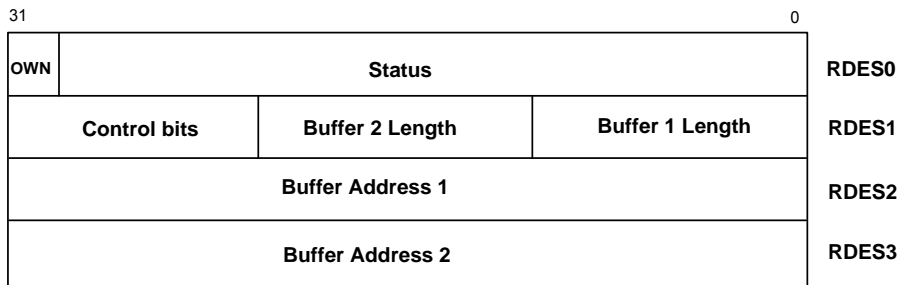 31 0
OWN Status RDES0
Control bits Buffer 2 Length Buffer 1 Length RDES1
Buffer Address 1 RDES2
Buffer Address 2 RDES3